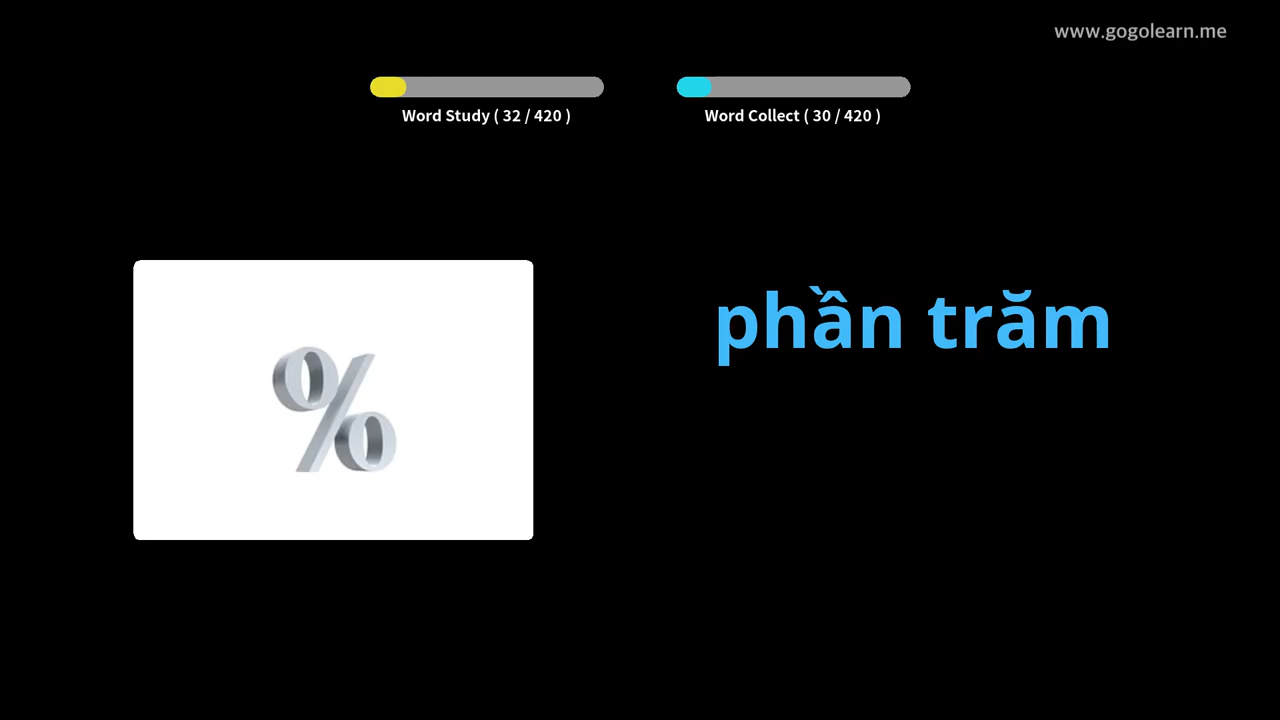 www.gogolearn.me
Word Study ( 32 / 420 )
Word Collect ( 30 / 420 )
%
phần trăm